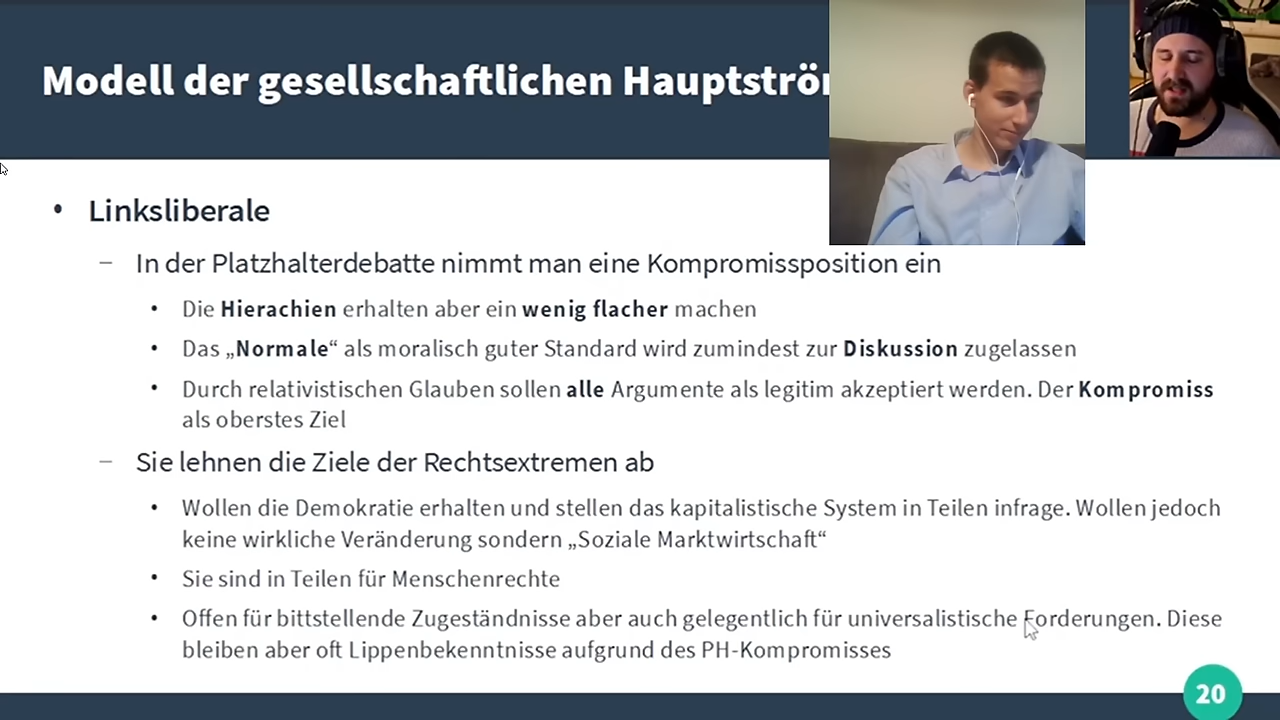 Modell der gesellschaftlichen
Linksliberale
– In der Platzhalterdebatte nimmt man eine Kompromissposition ein
• Die Hierachien erhalten aber ein wenig flacher machen
• Das „Normale“ als moralisch guter Standard wird zumindest zur Diskussion zugelassen
• Durch relativistischen Glauben sollen alle Argumente als legitim akzeptiert werden. Der Kompromiss
als oberstes Ziel
– Sie lehnen die Ziele der Rechtsextremen ab
• Wollen die Demokratie erhalten und stellen das kapitalistische System in Teilen infrage. Wollen jedoch
keine wirkliche Veränderung sondern „Soziale Marktwirtschaft“
• Sie sind in Teilen für Menschenrechte
• Offen für bittstellende Zugeständnisse aber auch gelegentlich für universalistische Forderungen. Diese
bleiben aber oft Lippenbekenntnisse aufgrund des PH-Kompromisses
20